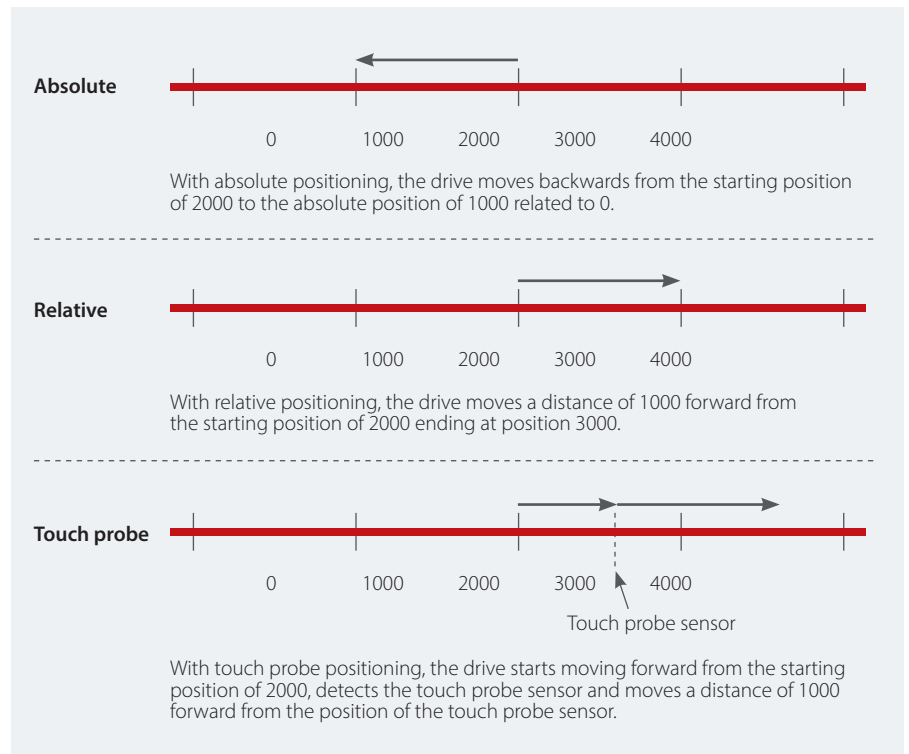 Absolute
0 1000 2000 3000 4000
With absolute positioning, the drive moves backwards from the starting position
of 2000 to the absolute position of 1000 related to 0.
Relative
0 1000 2000 3000 4000
With relative positioning, the drive moves a distance of 1000 forward from
the starting position of 2000 ending at position 3000.
Touch probe
0 1000 2000 3000 4000
Touch probe sensor
With touch probe positioning, the drive starts moving forward from the starting
position of 2000, detects the touch probe sensor and moves a distance of 1000
forward from the position of the touch probe sensor.